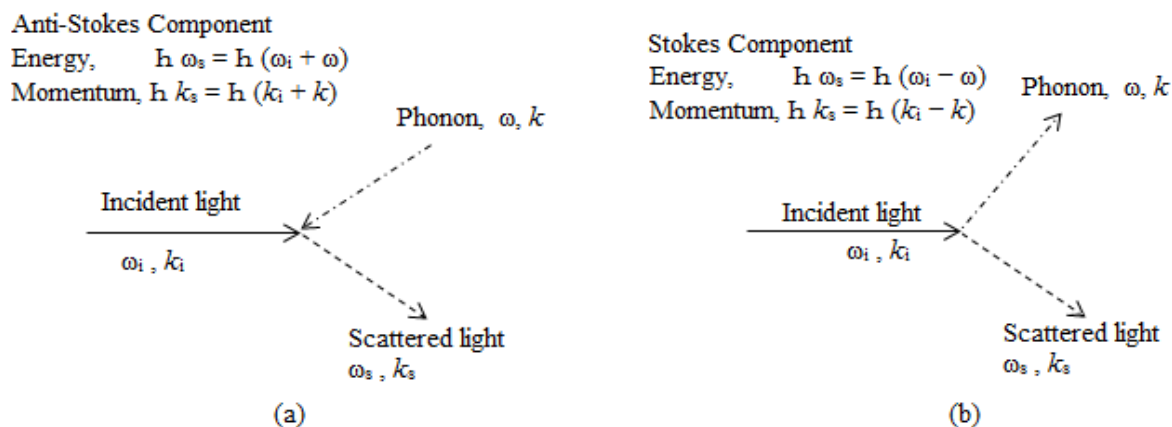 Anti-Stokes Component
Energy, ħ ωs = ħ (ωi + ω)
Momentum, ħ ks = ħ (ki + k)
Phonon, ω, k
Incident light
ωi , ki
Scattered light
ωs , ks
(a)
Stokes Component
Energy, ħ ωs = ħ (ωi − ω)
Momentum, ħ ks = ħ (ki − k)
Phonon, ω, k
Incident light
ωi , ki
Scattered light
ωs , ks
(b)